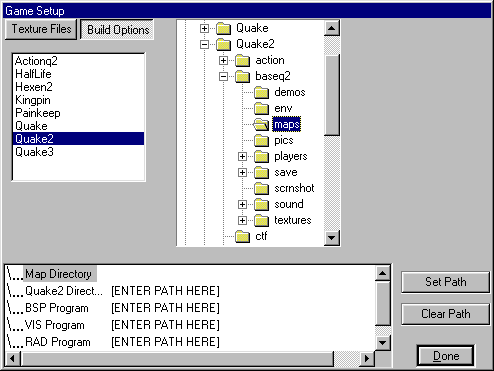 Game Setup
Texture Files
Build Options
Actionq2
HalfLife
Hexen2
Kingpin
Painkeep
Quake
Quake2
Quake3
Quake
Quake2
action
baseq2
demos
env
maps
pics
players
save
scrnshot
sound
textures
ctf
\... Map Directory
\... Quake2 Direct... [ENTER PATH HERE]
\... BSP Program [ENTER PATH HERE]
\... VIS Program [ENTER PATH HERE]
\... RAD Program [ENTER PATH HERE]
Set Path
Clear Path
Done